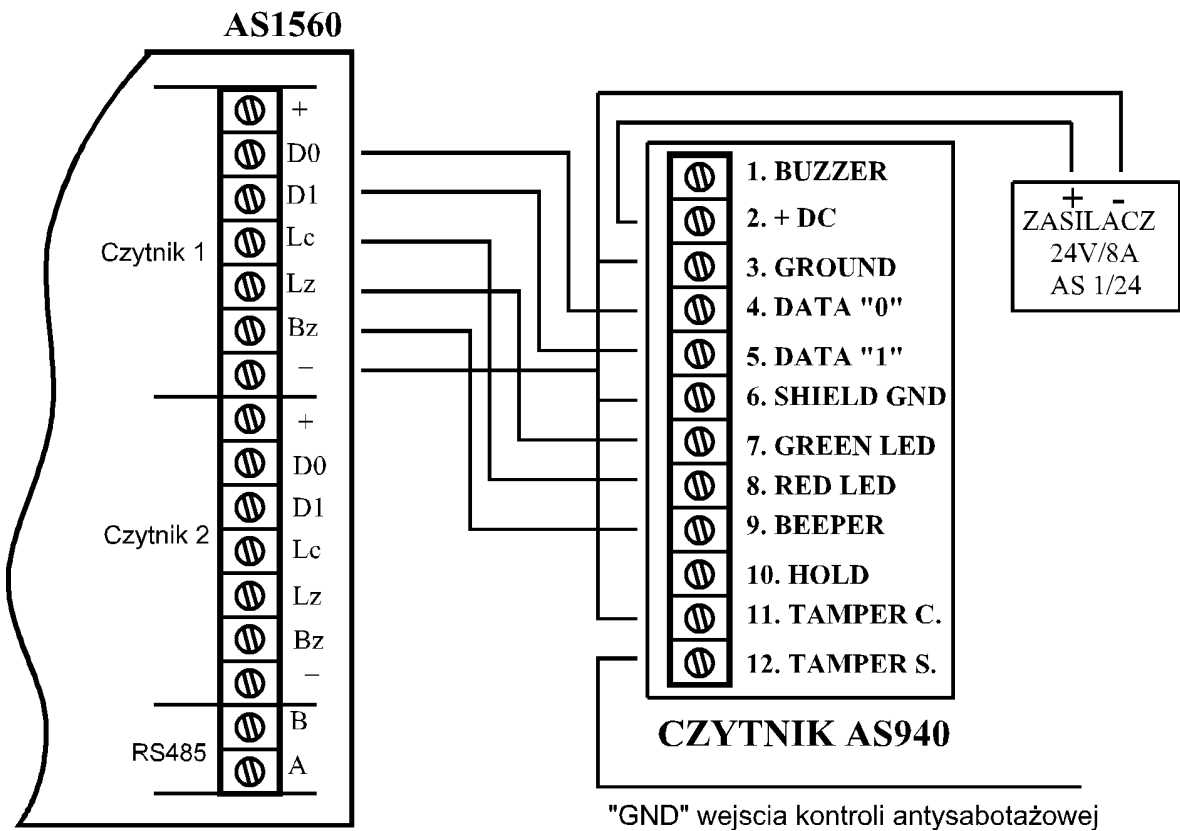 AS1560
Czytnik 1
+
D0
D1
Lc
Lz
Bz
–
Czytnik 2
+
D0
D1
Lc
Lz
Bz
–
RS485
B
A
1. BUZZER
2. + DC
3. GROUND
4. DATA "0"
5. DATA "1"
6. SHIELD GND
7. GREEN LED
8. RED LED
9. BEEPER
10. HOLD
11. TAMPER C.
12. TAMPER S.
CZYTNIK AS940
+ -
ZASILACZ
24V/8A
AS 1/24
"GND" wejscia kontroli antysabotażowej